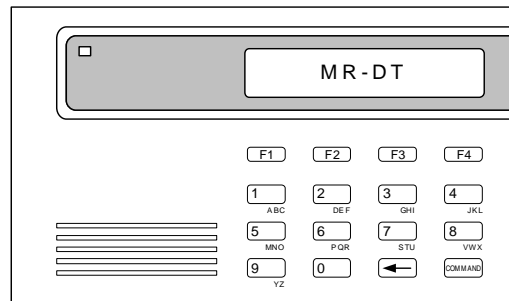 MR-DT
F1 F2 F3 F4
1 2 3 4
ABC DEF GHI JKL
5 6 7 8
MNO PQR STU VWX
9 0 COMMAND
YZ